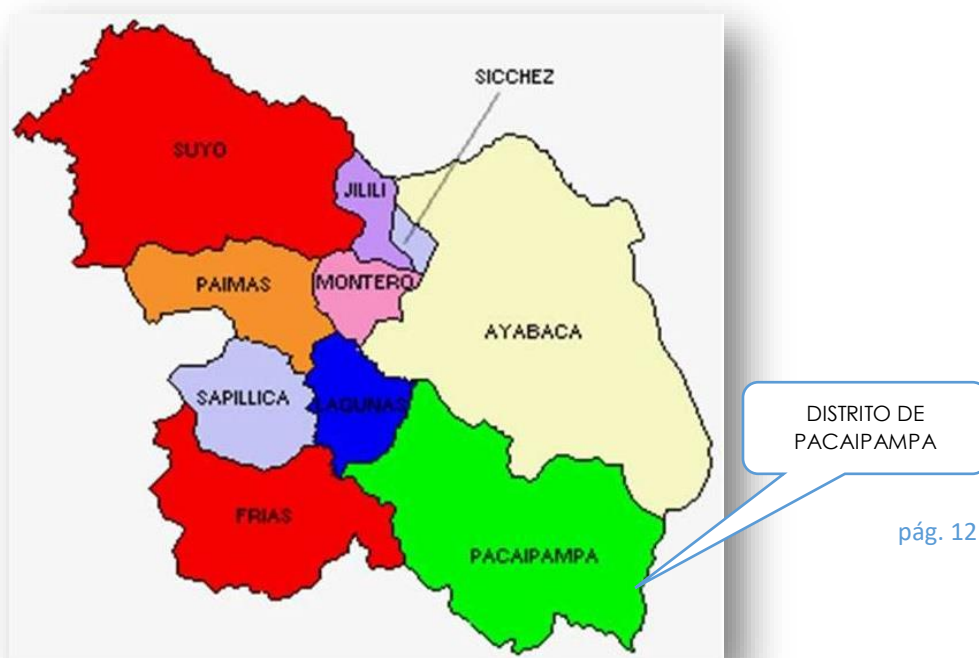 SICCHEZ
SUYO
JILILI
PAIMAS
MONTERO
AYABACA
SAPILLICA
LAGUNAS
DISTRITO DE
PACAIPAMPA
FRIAS
PACAIPAMPA
pág. 12